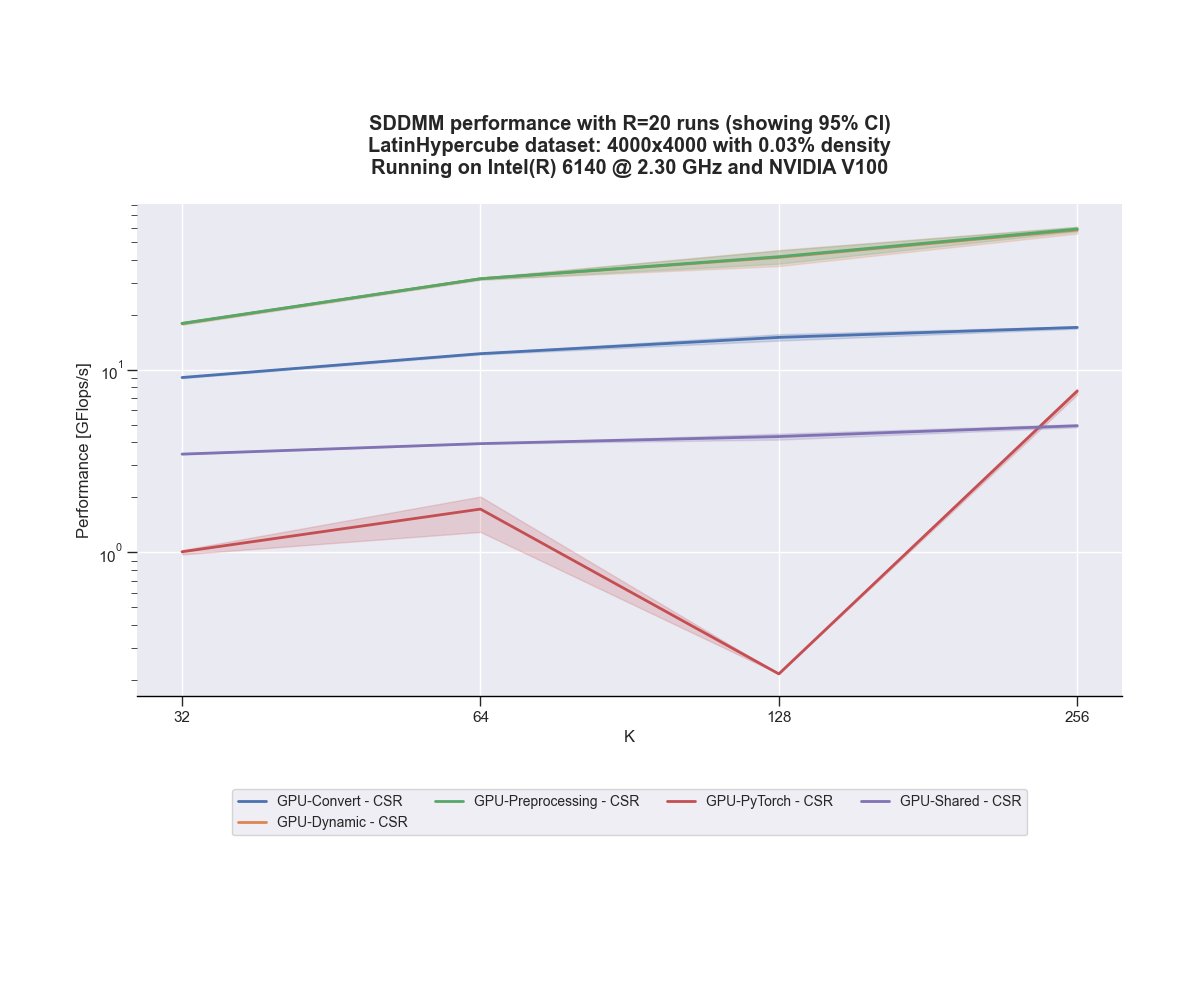 SDDMM performance with R=20 runs (showing 95% CI)
LatinHypercube dataset: 4000x4000 with 0.03% density
Running on Intel(R) 6140 @ 2.30 GHz and NVIDIA V100
Performance [GFlops/s]
10^1
10^0
32 64 128 256
K
GPU-Convert - CSR GPU-Preprocessing - CSR GPU-PyTorch - CSR GPU-Shared - CSR
GPU-Dynamic - CSR